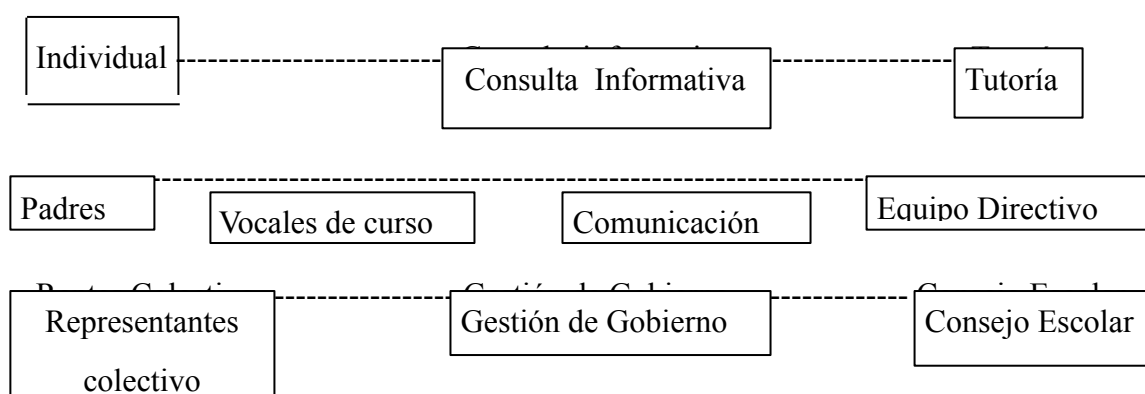 Individual
Consulta Informativa
Tutoría
Padres
Vocales de curso
Comunicación
Equipo Directivo
Representantes
colectivo
Gestión de Gobierno
Consejo Escolar